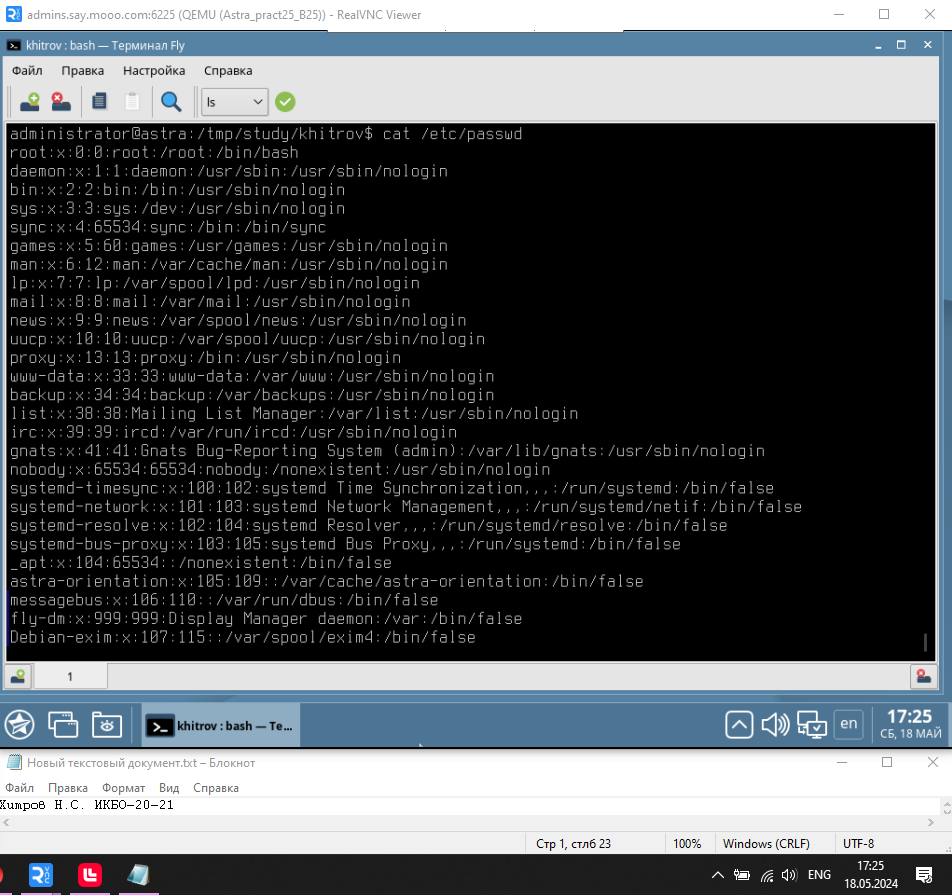 admins.say.mooo.com:6225 (QEMU (Astra_pract25_B25)) - RealVNC Viewer
khitrov : bash — Терминал Fly
Файл Правка Настройка Справка
ls
administrator@astra:/tmp/study/khitrov$ cat /etc/passwd
root:x:0:0:root:/root:/bin/bash
daemon:x:1:1:daemon:/usr/sbin:/usr/sbin/nologin
bin:x:2:2:bin:/bin:/usr/sbin/nologin
sys:x:3:3:sys:/dev:/usr/sbin/nologin
sync:x:4:65534:sync:/bin:/bin/sync
games:x:5:60:games:/usr/games:/usr/sbin/nologin
man:x:6:12:man:/var/cache/man:/usr/sbin/nologin
lp:x:7:7:lp:/var/spool/lpd:/usr/sbin/nologin
mail:x:8:8:mail:/var/mail:/usr/sbin/nologin
news:x:9:9:news:/var/spool/news:/usr/sbin/nologin
uucp:x:10:10:uucp:/var/spool/uucp:/usr/sbin/nologin
proxy:x:13:13:proxy:/bin:/usr/sbin/nologin
www-data:x:33:33:www-data:/var/www:/usr/sbin/nologin
backup:x:34:34:backup:/var/backups:/usr/sbin/nologin
list:x:38:38:Mailing List Manager:/var/list:/usr/sbin/nologin
irc:x:39:39:ircd:/var/run/ircd:/usr/sbin/nologin
gnats:x:41:41:Gnats Bug-Reporting System (admin):/var/lib/gnats:/usr/sbin/nologin
nobody:x:65534:65534:nobody:/nonexistent:/usr/sbin/nologin
systemd-timesync:x:100:102:systemd Time Synchronization,,,:/run/systemd:/bin/false
systemd-network:x:101:103:systemd Network Management,,,:/run/systemd/netif:/bin/false
systemd-resolve:x:102:104:systemd Resolver,,,:/run/systemd/resolve:/bin/false
systemd-bus-proxy:x:103:105:systemd Bus Proxy,,,:/run/systemd:/bin/false
_apt:x:104:65534::/nonexistent:/bin/false
astra-orientation:x:105:109::/var/cache/astra-orientation:/bin/false
messagebus:x:106:110::/var/run/dbus:/bin/false
fly-dm:x:999:999:Display Manager daemon:/var:/bin/false
Debian-exim:x:107:115::/var/spool/exim4:/bin/false
1
khitrov : bash — Те...
en
17:25
СБ, 18 МАЙ
Новый текстовый документ.txt – Блокнот
Файл Правка Формат Вид Справка
Хитров Н.С. ИКБО-20-21
Стр 1, стлб 23 100% Windows (CRLF) UTF-8
ENG
17:25
18.05.2024